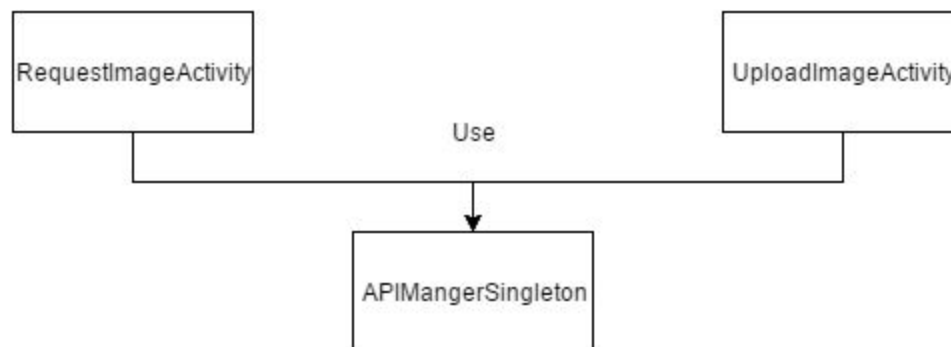 RequestImageActivity
UploadImageActivity
Use
APIMangerSingleton